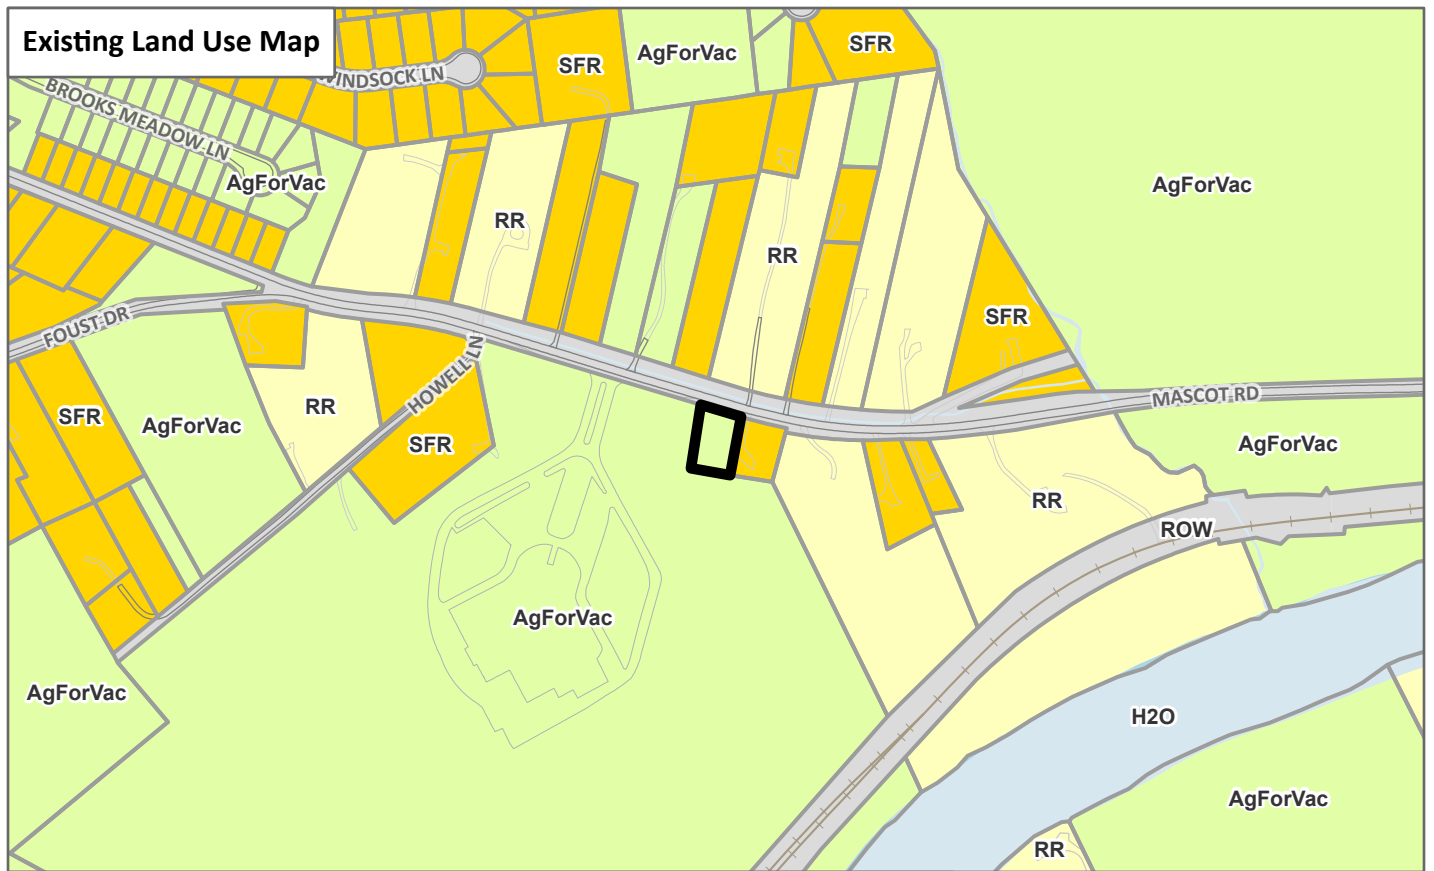 Existing Land Use Map
SFR
AgForVac
SFR
WINDSOCK LN
BROOKS MEADOW LN
AgForVac
AgForVac
RR
RR
SFR
FOUST DR
HOWELL LN
MASCOT RD
SFR
AgForVac
RR
SFR
AgForVac
RR
ROW
AgForVac
AgForVac
H2O
AgForVac
RR